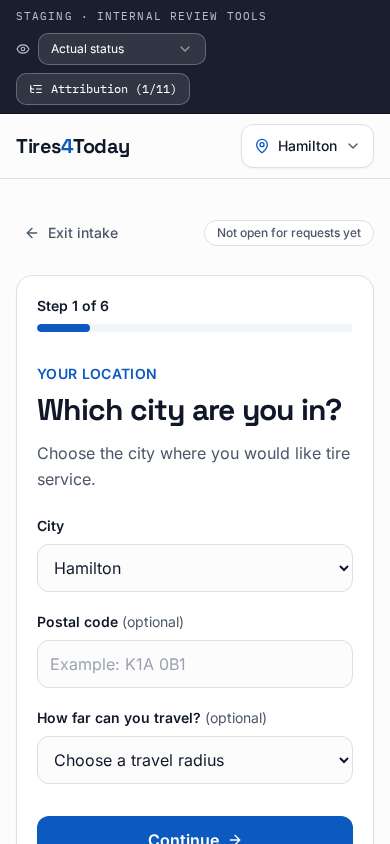 STAGING · INTERNAL REVIEW TOOLS
Actual status
Attribution (1/11)
Tires4Today
Hamilton
Exit intake
Not open for requests yet
Step 1 of 6
YOUR LOCATION
Which city are you in?
Choose the city where you would like tire
service.
City
Hamilton
Postal code (optional)
Example: K1A 0B1
How far can you travel? (optional)
Choose a travel radius
Continue